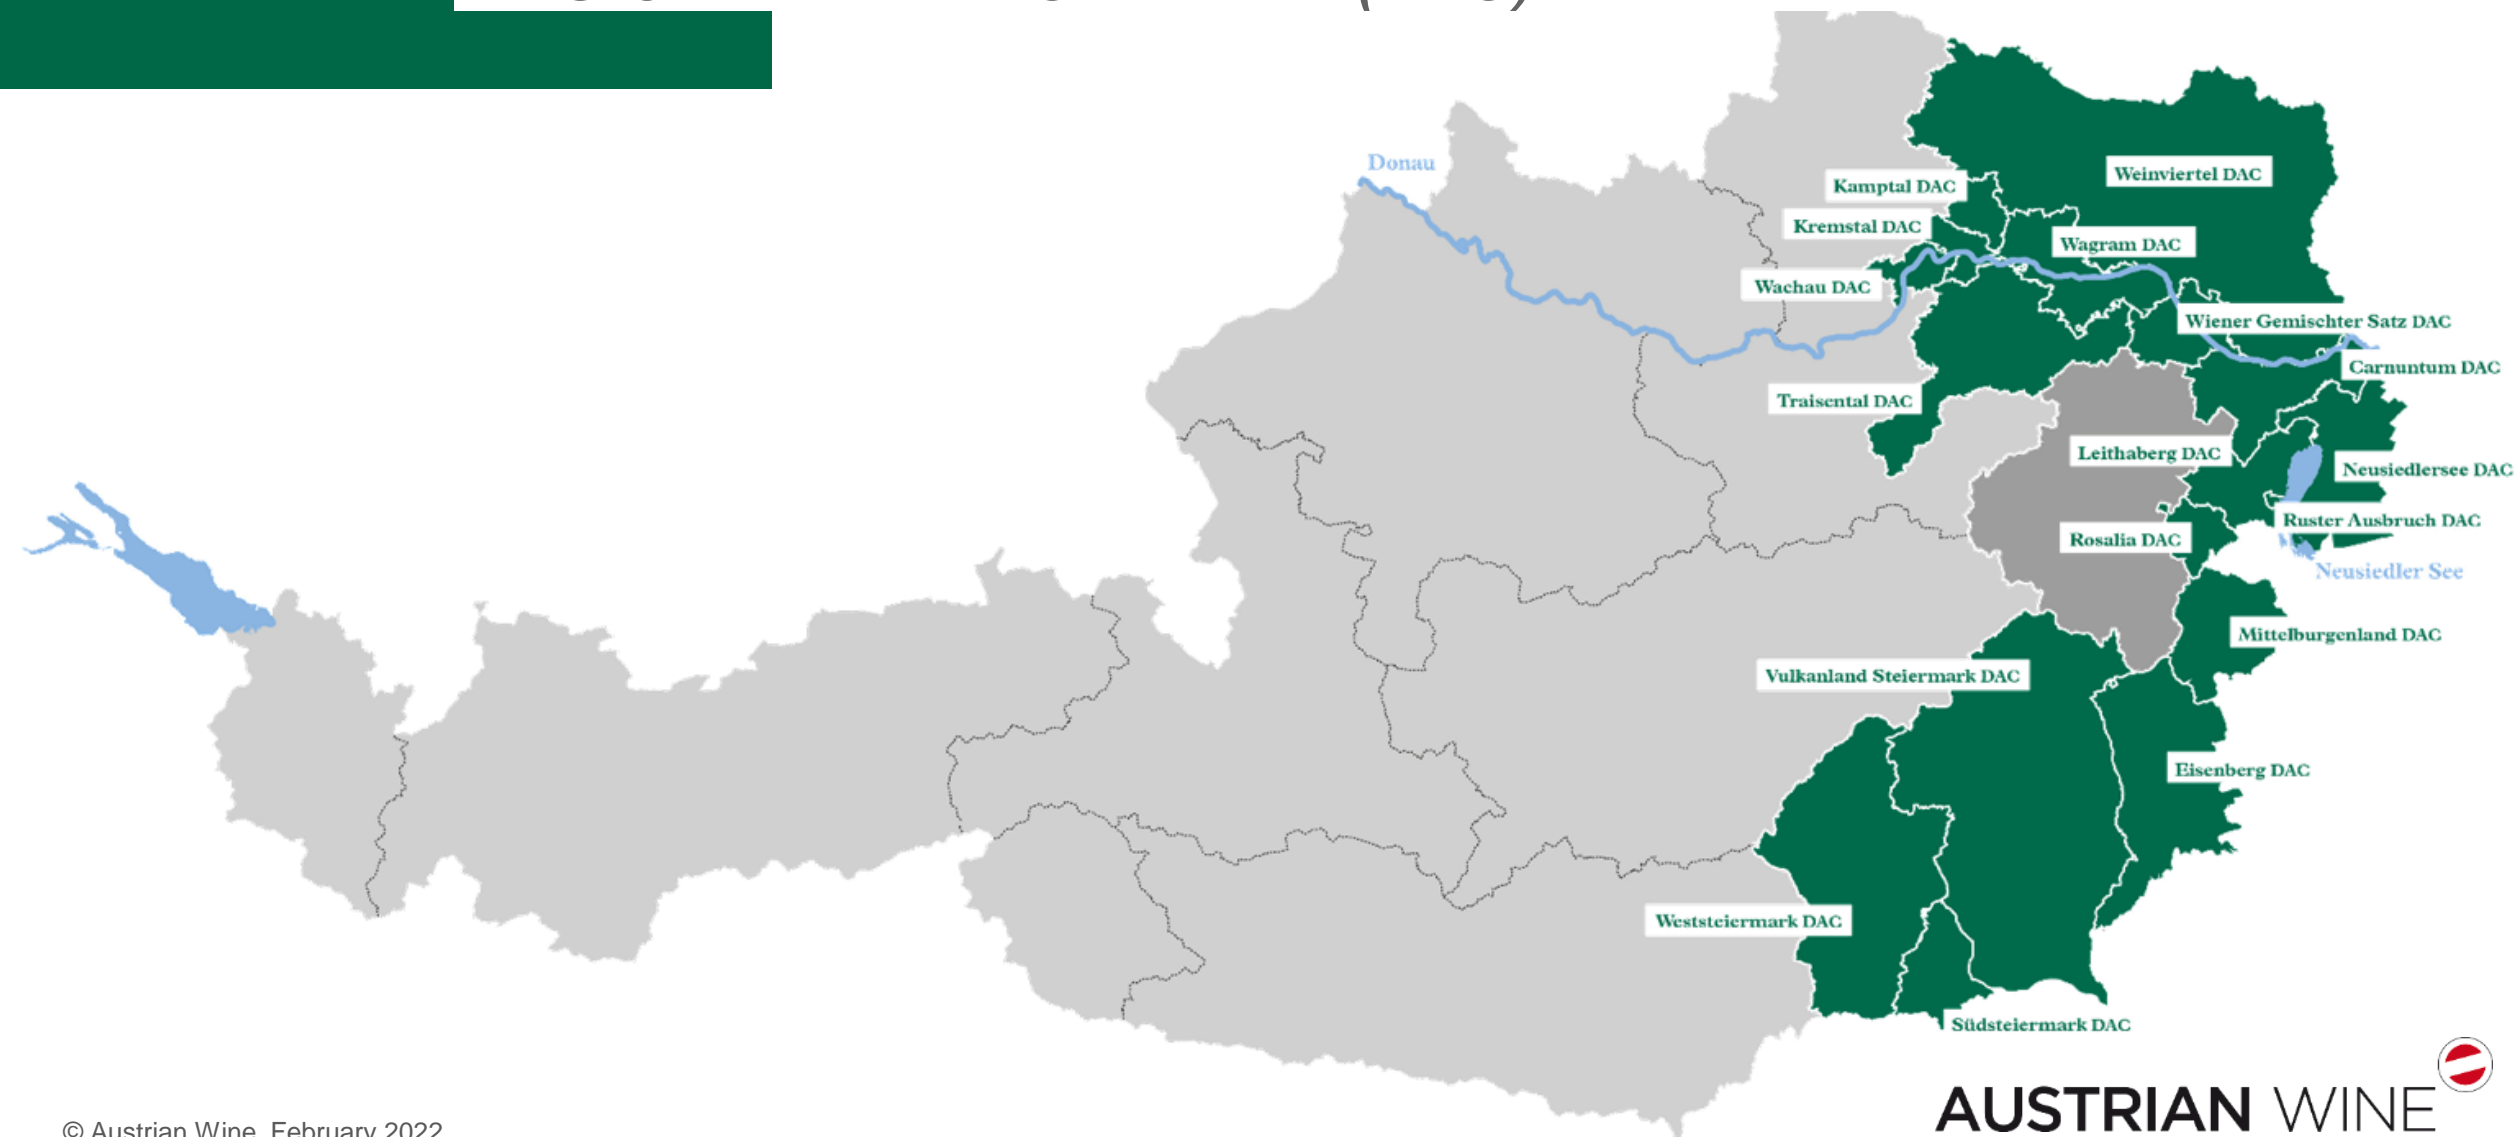 Donau
Weinviertel DAC
Kamptal DAC
Kremstal DAC
Wagram DAC
Wachau DAC
Wiener Gemischter Satz DAC
Carnuntum DAC
Traisental DAC
Leithaberg DAC
Neusiedlersee DAC
Ruster Ausbruch DAC
Rosalia DAC
Neusiedler See
Mittelburgenland DAC
Vulkanland Steiermark DAC
Eisenberg DAC
Weststeiermark DAC
Südsteiermark DAC
AUSTRIAN WINE
© Austrian Wine, February 2022